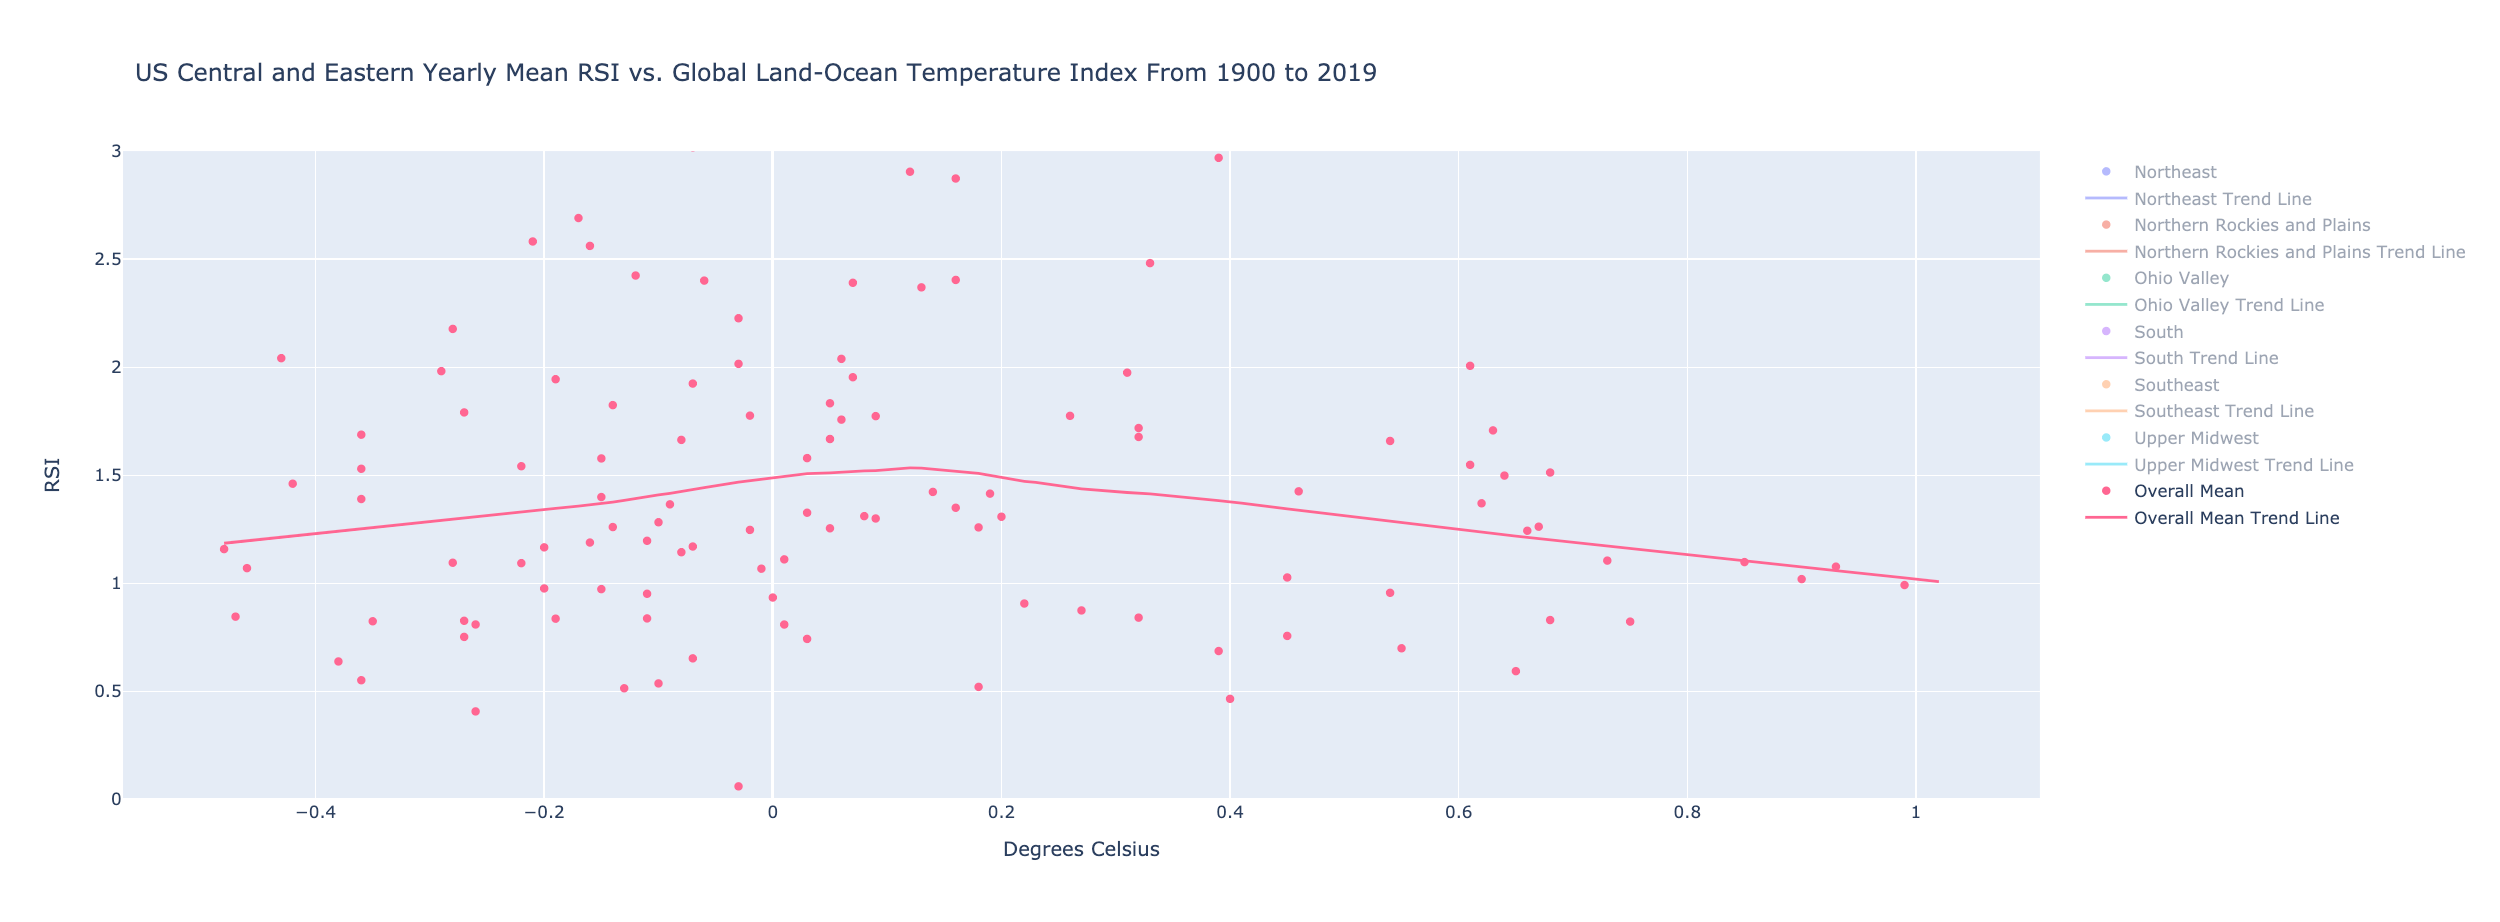 US Central and Eastern Yearly Mean RSI vs. Global Land-Ocean Temperature Index From 1900 to 2019
3
2.5
2
1.5
1
0.5
0
RSI
−0.4
−0.2
0
0.2
0.4
0.6
0.8
1
Degrees Celsius
Northeast
Northeast Trend Line
Northern Rockies and Plains
Northern Rockies and Plains Trend Line
Ohio Valley
Ohio Valley Trend Line
South
South Trend Line
Southeast
Southeast Trend Line
Upper Midwest
Upper Midwest Trend Line
Overall Mean
Overall Mean Trend Line